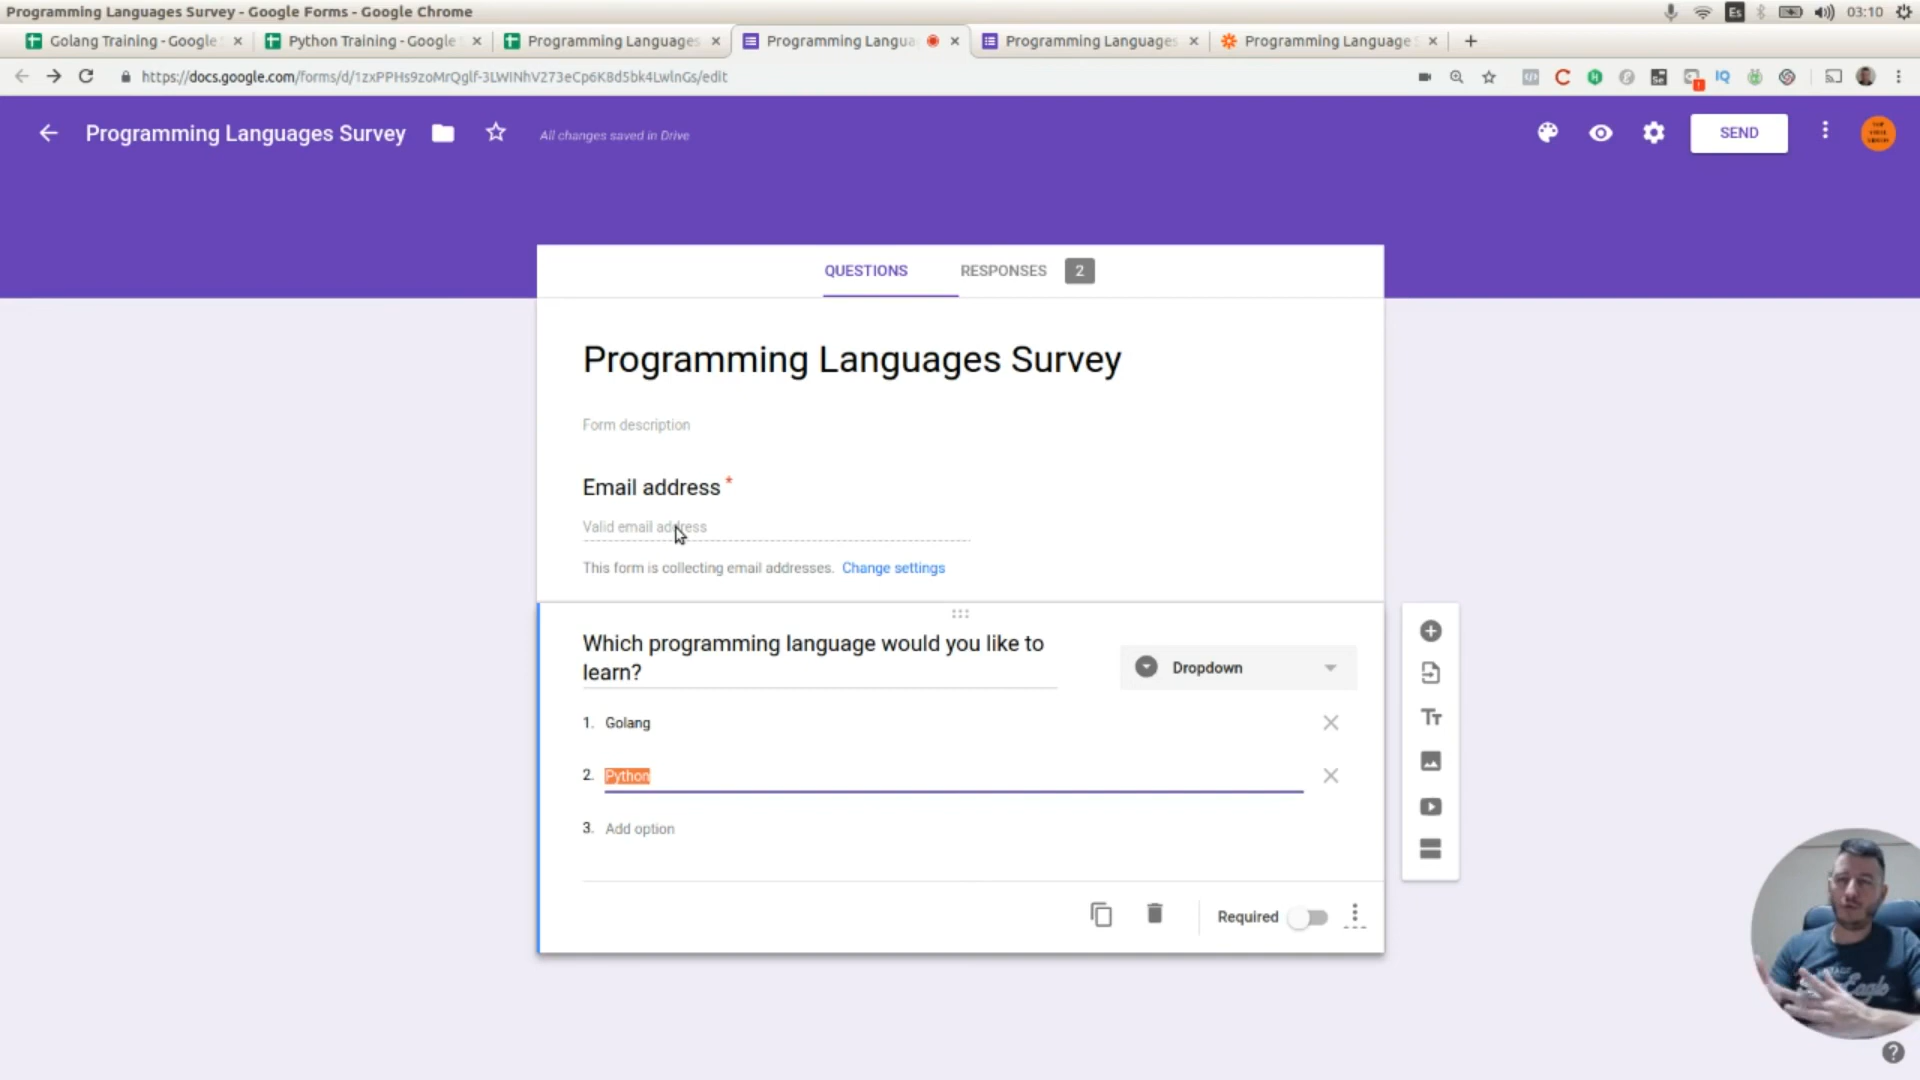 Programming Languages Survey - Google Forms - Google Chrome
Es
03:10
Golang Training - Google
Python Training - Google
Programming Languages
Programming Langua
Programming Languages
Programming Language
https://docs.google.com/forms/d/1zxPPHs9zoMrQglf-3LWINhV273eCp6K8d5bk4LwlnGs/edit
IQ
Programming Languages Survey
All changes saved in Drive
SEND
QUESTIONS
RESPONSES
2
Programming Languages Survey
Form description
Email address *
Valid email address
This form is collecting email addresses. Change settings
Which programming language would you like to
learn?
Dropdown
1. Golang
2. Python
3. Add option
Required
Eagle